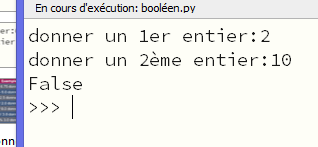 En cours d'exécution: booléen.py
donner un 1er entier:2
donner un 2ème entier:10
False
>>>